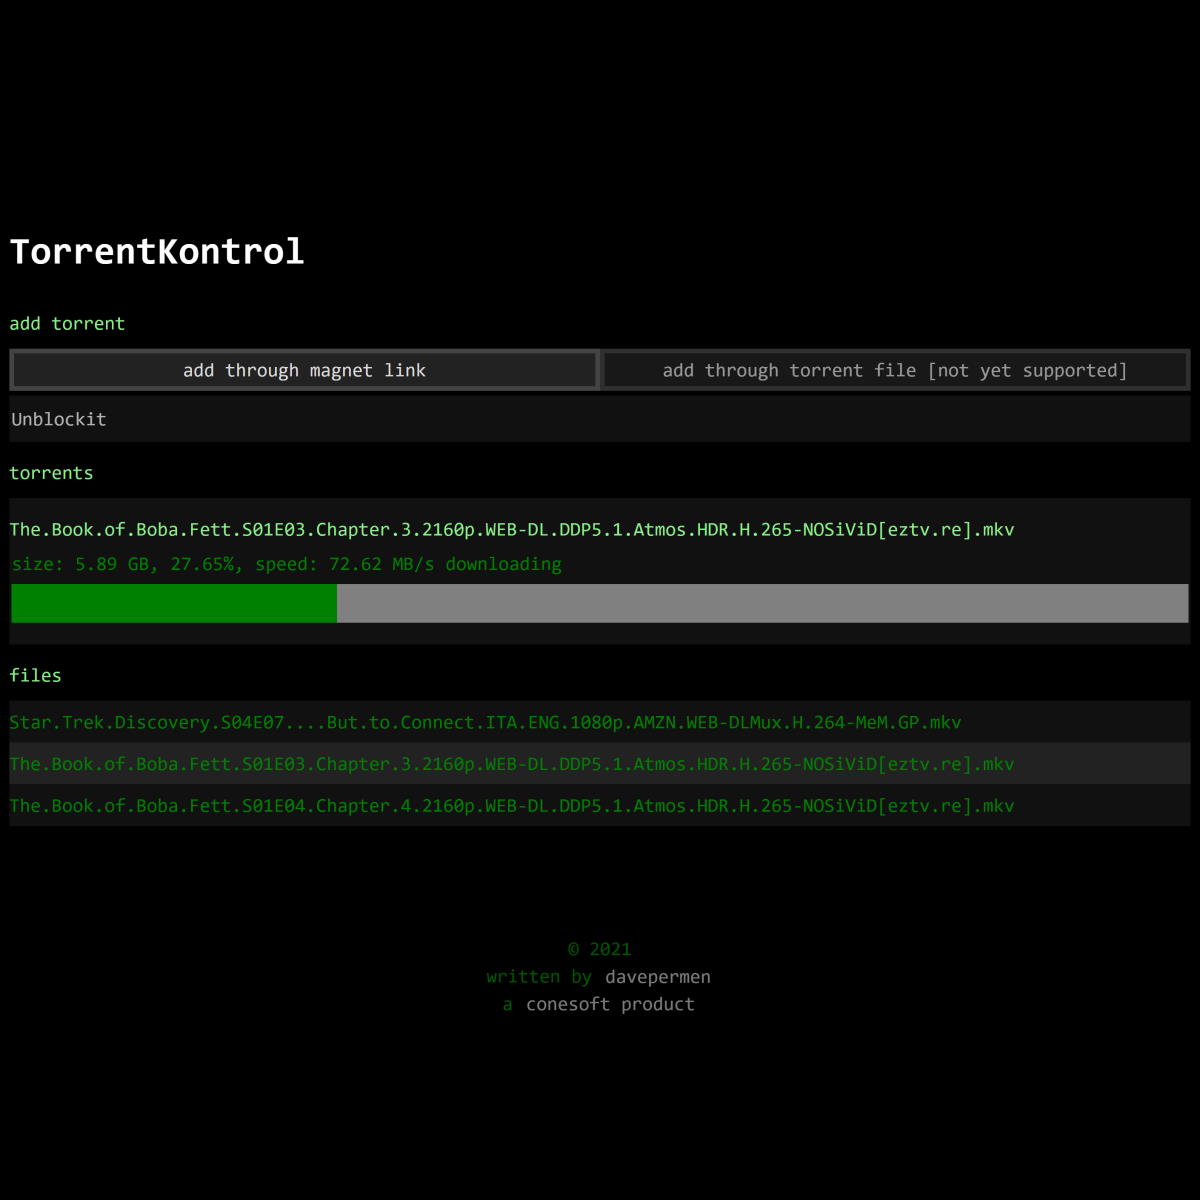 TorrentKontrol
add torrent
add through magnet link
add through torrent file [not yet supported]
Unblockit
torrents
The.Book.of.Boba.Fett.S01E03.Chapter.3.2160p.WEB-DL.DDP5.1.Atmos.HDR.H.265-NOSiViD[eztv.re].mkv
size: 5.89 GB, 27.65%, speed: 72.62 MB/s downloading
files
Star.Trek.Discovery.S04E07....But.to.Connect.ITA.ENG.1080p.AMZN.WEB-DLMux.H.264-MeM.GP.mkv
The.Book.of.Boba.Fett.S01E03.Chapter.3.2160p.WEB-DL.DDP5.1.Atmos.HDR.H.265-NOSiViD[eztv.re].mkv
The.Book.of.Boba.Fett.S01E04.Chapter.4.2160p.WEB-DL.DDP5.1.Atmos.HDR.H.265-NOSiViD[eztv.re].mkv
© 2021
written by davepermen
a conesoft product